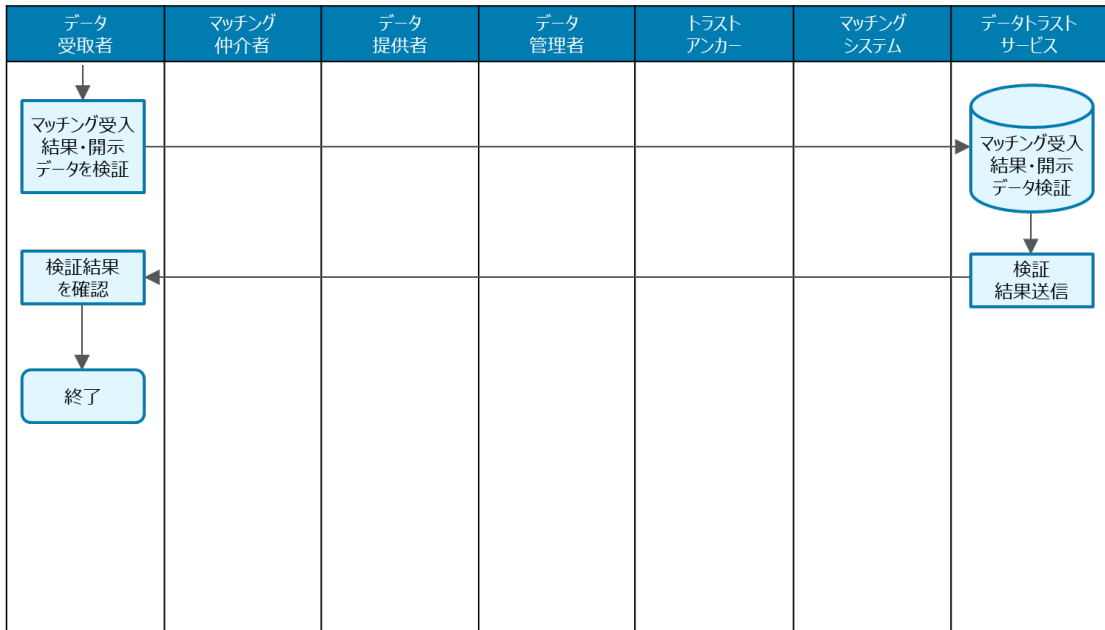 データ
受取者
マッチング
仲介者
データ
提供者
データ
管理者
トラスト
アンカー
マッチング
システム
データトラスト
サービス
マッチング受入
結果・開示
データを検証
マッチング受入
結果・開示
データ検証
検証結果
を確認
検証
結果送信
終了